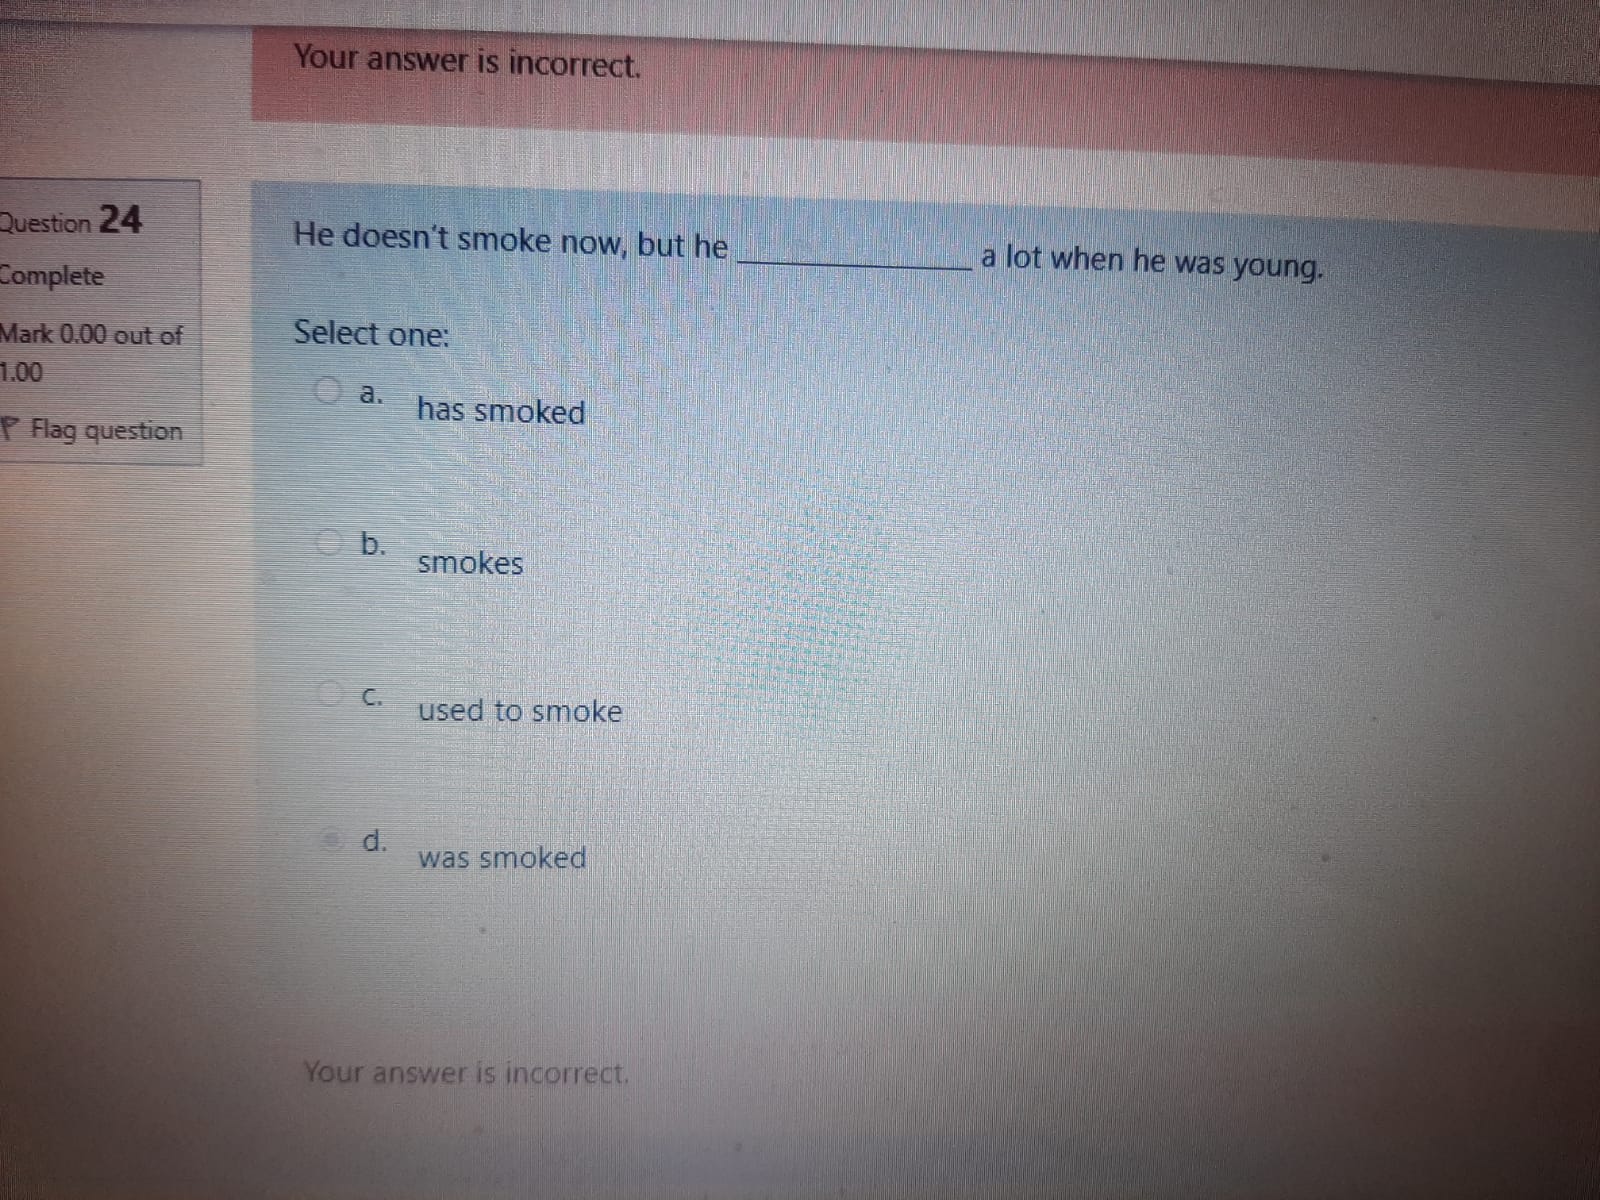 Your answer is incorrect.
Question 24
Complete
Mark 0.00 out of
1.00
Flag question
He doesn't smoke now, but he ______________ a lot when he was young.
Select one:
a. has smoked
b. smokes
c. used to smoke
d. was smoked
Your answer is incorrect.